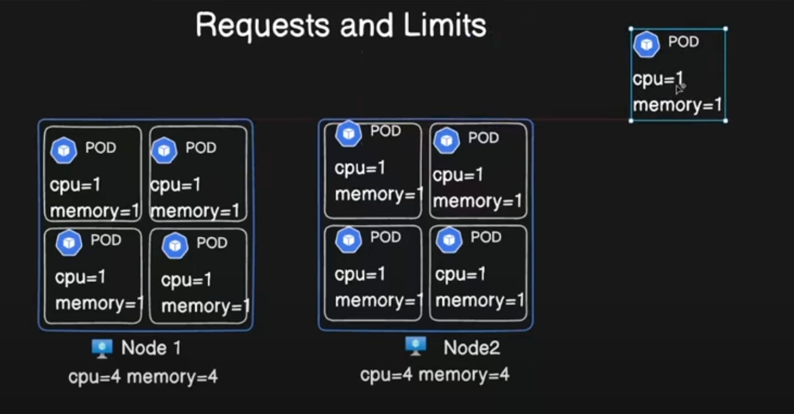 Requests and Limits
POD
cpu=1
memory=1
POD
cpu=1
memory=1
POD
cpu=1
memory=1
POD
cpu=1
memory=1
POD
cpu=1
memory=1
Node 1
cpu=4 memory=4
POD
cpu=1
memory=1
POD
cpu=1
memory=1
POD
cpu=1
memory=1
POD
cpu=1
memory=1
Node2
cpu=4 memory=4